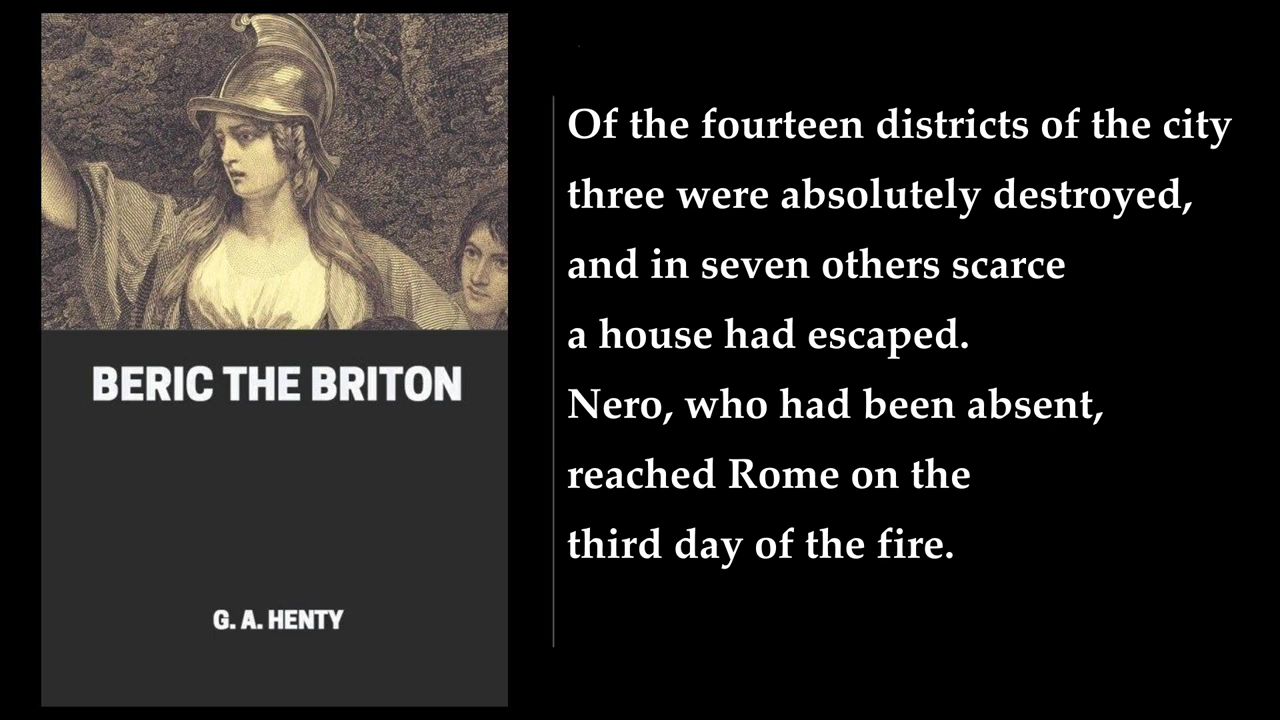 BERIC THE BRITON
G. A. HENTY
Of the fourteen districts of the city
three were absolutely destroyed,
and in seven others scarce
a house had escaped.
Nero, who had been absent,
reached Rome on the
third day of the fire.